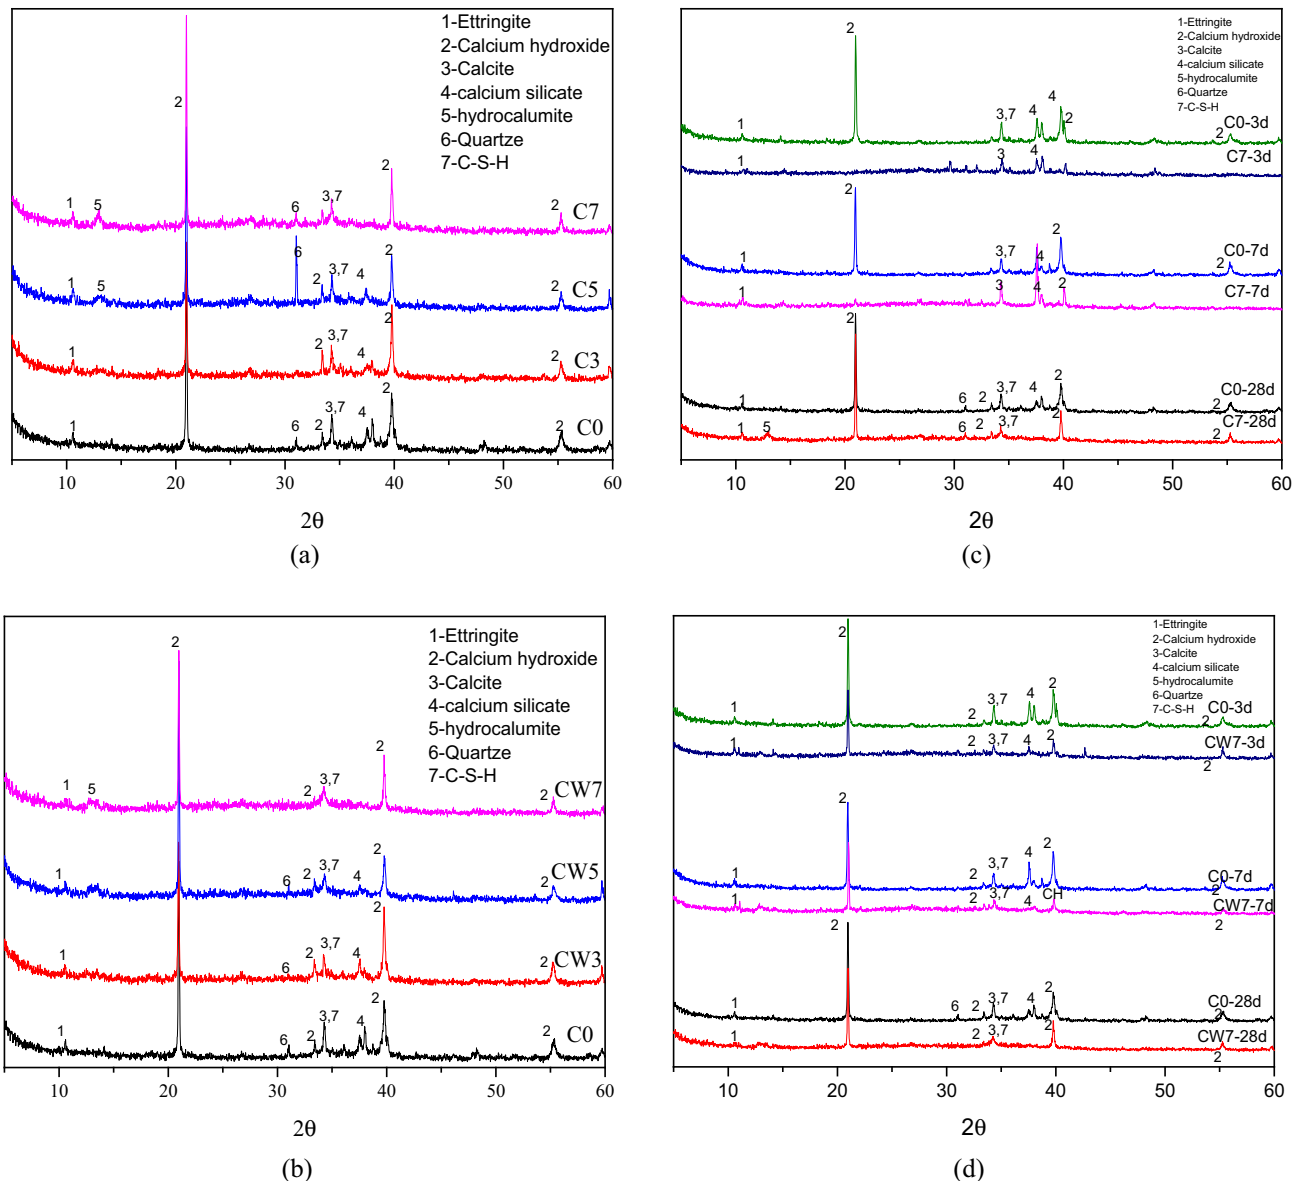 1-Ettringite
2-Calcium hydroxide
3-Calcite
4-calcium silicate
5-hydrocalumite
6-Quartze
7-C-S-H
2
1
5
6
3,7
2
2
C7
1
5
6
2
3,7
4
2
2
C5
1
2
3,7
4
2
2
C3
1
6
2
3,7
4
2
2
C0
10
20
30
40
50
60
2θ
(a)
1-Ettringite
2-Calcium hydroxide
3-Calcite
4-calcium silicate
5-hydrocalumite
6-Quartze
7-C-S-H
2
1
3,7
4
4
2
2
C0-3d
1
3
4
C7-3d
2
1
3,7
4
2
2
C0-7d
1
3
4
2
C7-7d
2
1
6
2
3,7
4
2
2
C0-28d
1
5
6
2
3,7
2
2
C7-28d
10
20
30
40
50
60
2θ
(c)
1-Ettringite
2-Calcium hydroxide
3-Calcite
4-calcium silicate
5-hydrocalumite
6-Quartze
7-C-S-H
2
1
5
2
3,7
2
2
CW7
1
6
2
3,7
4
2
2
CW5
1
6
2
3,7
4
2
2
CW3
1
6
2
3,7
4
2
2
C0
10
20
30
40
50
60
2θ
(b)
1-Ettringite
2-Calcium hydroxide
3-Calcite
4-calcium silicate
5-hydrocalumite
6-Quartze
7-C-S-H
2
1
2
3,7
4
2
2
C0-3d
1
2
3,7
4
2
2
CW7-3d
2
1
2
3,7
4
2
2
C0-7d
1
2
3,7
4
CH
2
CW7-7d
2
1
6
2
3,7
4
2
2
C0-28d
1
2
3,7
2
2
CW7-28d
10
20
30
40
50
60
2θ
(d)